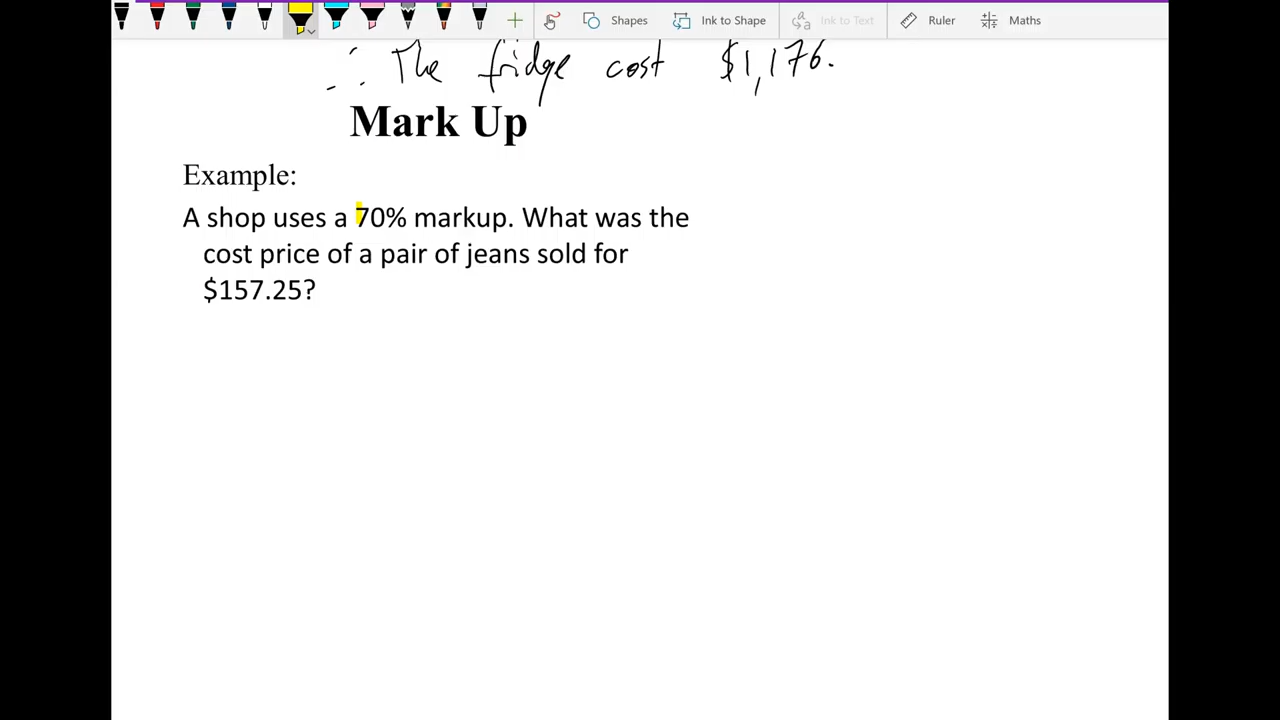 Shapes Ink to Shape Ink to Text Ruler Maths
∴ The fridge cost $1,176.
Mark Up
Example:
A shop uses a 70% markup. What was the
cost price of a pair of jeans sold for
$157.25?